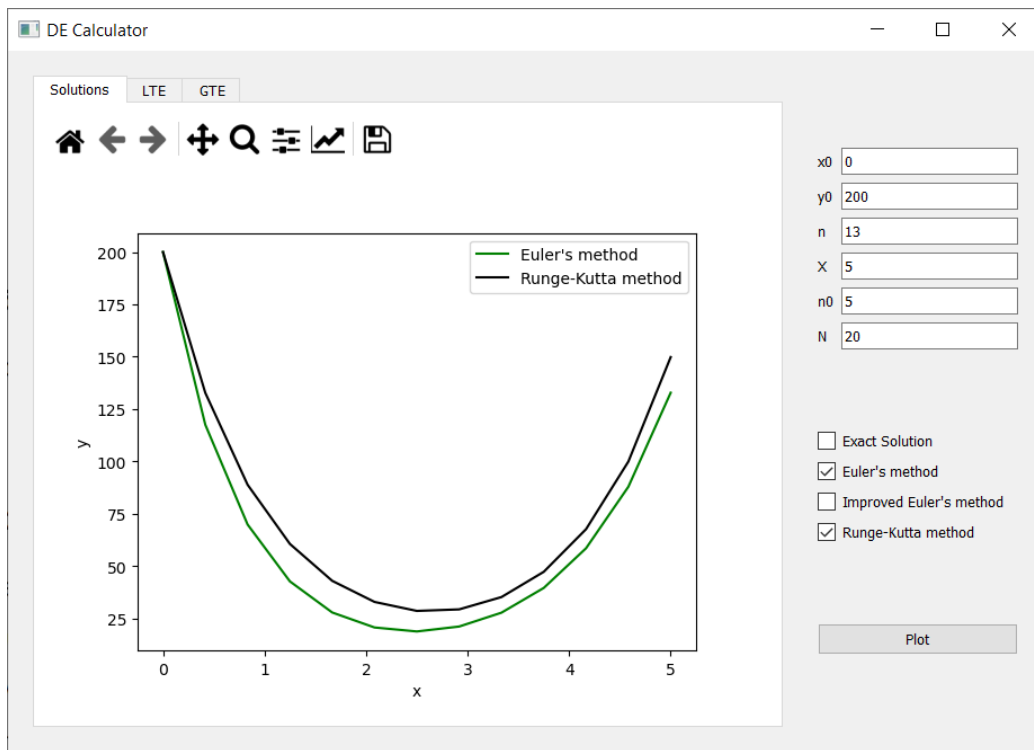 DE Calculator
Solutions LTE GTE
Euler's method
Runge-Kutta method
200
175
150
125
100
75
50
25
y
0 1 2 3 4 5
x
x0 0
y0 200
n 13
X 5
n0 5
N 20
Exact Solution
Euler's method
Improved Euler's method
Runge-Kutta method
Plot